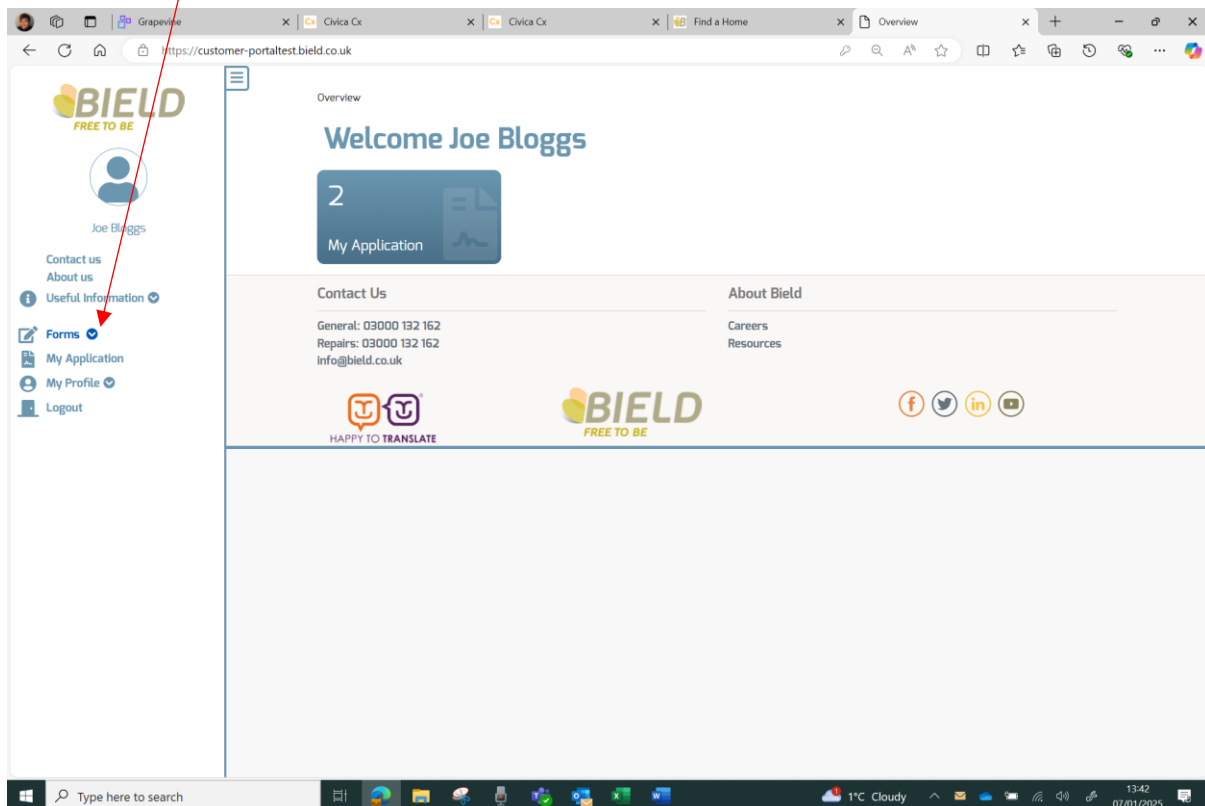 Grapevine
Cx Civica Cx
Cx Civica Cx
B Find a Home
Overview
https://customer-portaltest.bield.co.uk
BIELD
FREE TO BE
Joe Bloggs
Contact us
About us
Useful Information
Forms
My Application
My Profile
Logout
Overview
Welcome Joe Bloggs
2
My Application
Contact Us
General: 03000 132 162
Repairs: 03000 132 162
info@bield.co.uk
About Bield
Careers
Resources
HAPPY TO TRANSLATE
BIELD
FREE TO BE
Type here to search
1°C Cloudy
13:42
07/01/2025